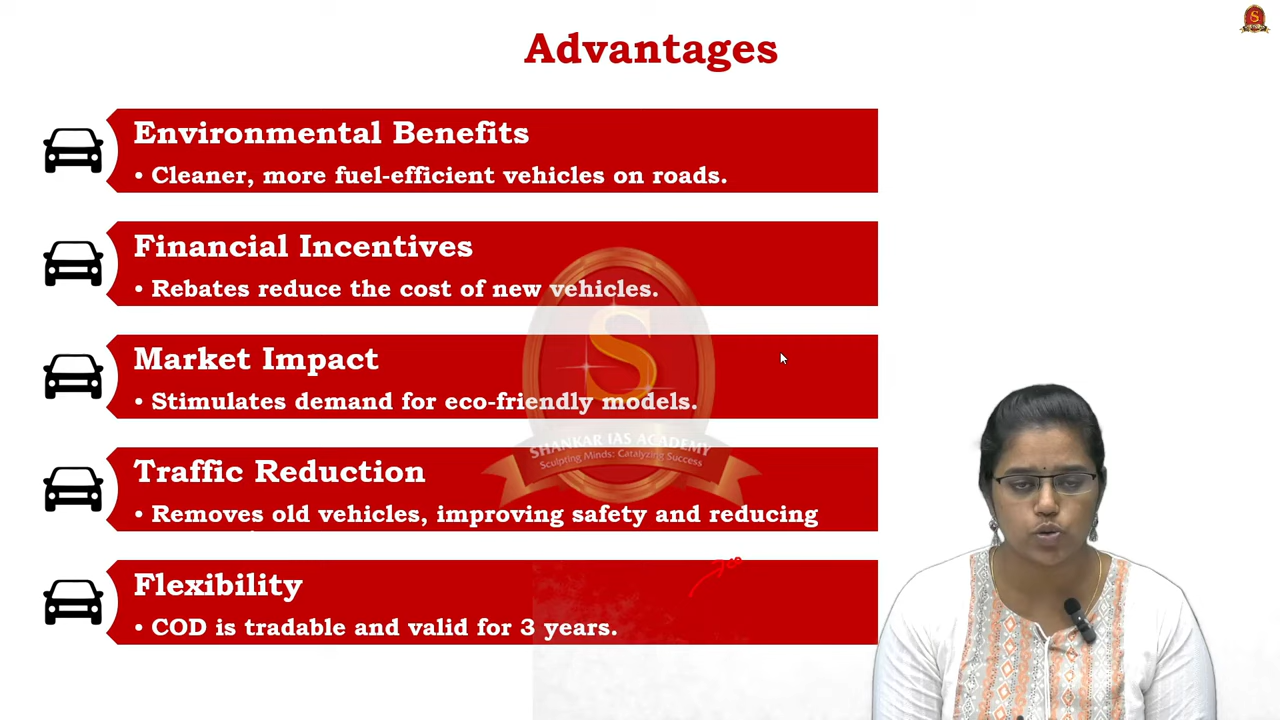 Advantages
Environmental Benefits
• Cleaner, more fuel-efficient vehicles on roads.
Financial Incentives
• Rebates reduce the cost of new vehicles.
Market Impact
• Stimulates demand for eco-friendly models.
SHANKAR IAS ACADEMY
Sculpting Minds: Catalyzing Success
Traffic Reduction
• Removes old vehicles, improving safety and reducing
Flexibility
• COD is tradable and valid for 3 years.
S
S